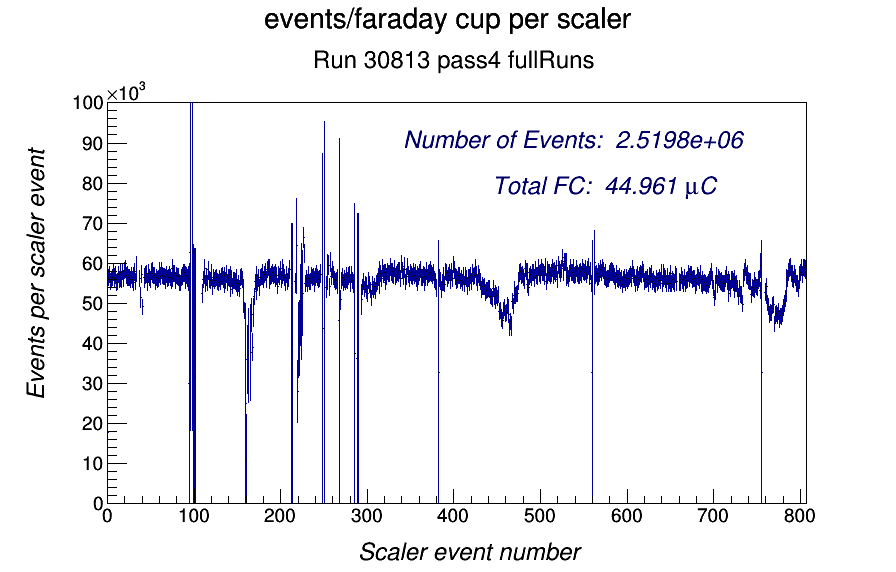 events/faraday cup per scaler
Run 30813 pass4 fullRuns
×10³
100
90
80
70
60
50
40
30
20
10
0
Events per scaler event
Number of Events: 2.5198e+06
Total FC: 44.961 μC
0 100 200 300 400 500 600 700 800
Scaler event number